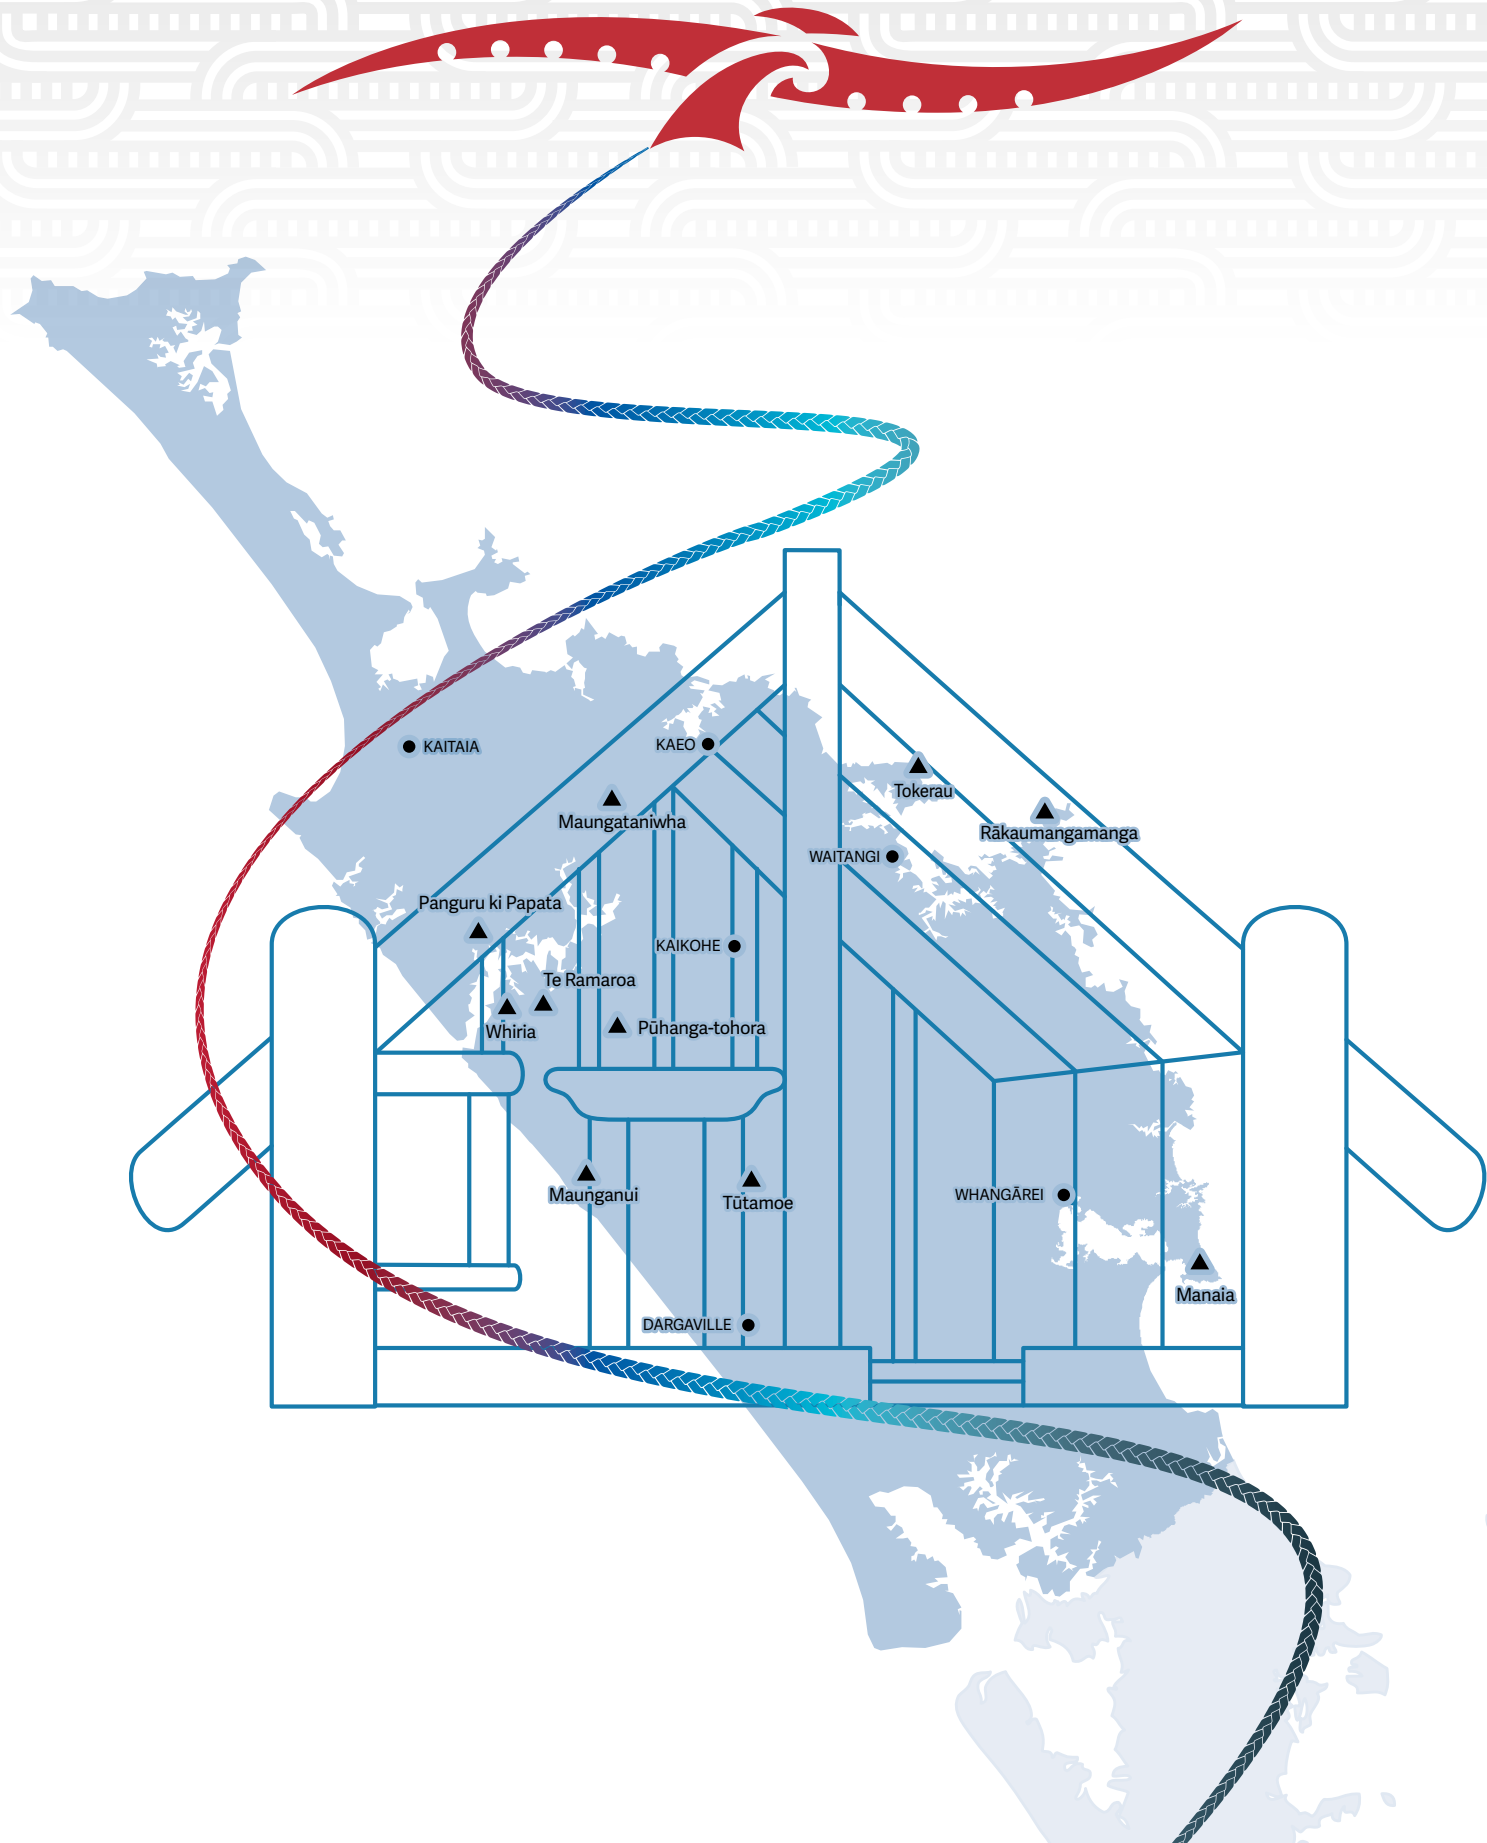 KAITAIA
KAEO
Tokerau
Maungataniwha
Rākaumangamanga
WAITANGI
Panguru ki Papata
KAIKOHE
Te Ramaroa
Whiria
Pūhanga-tohora
Maunganui
Tūtamoe
WHANGĀREI
Manaia
DARGAVILLE